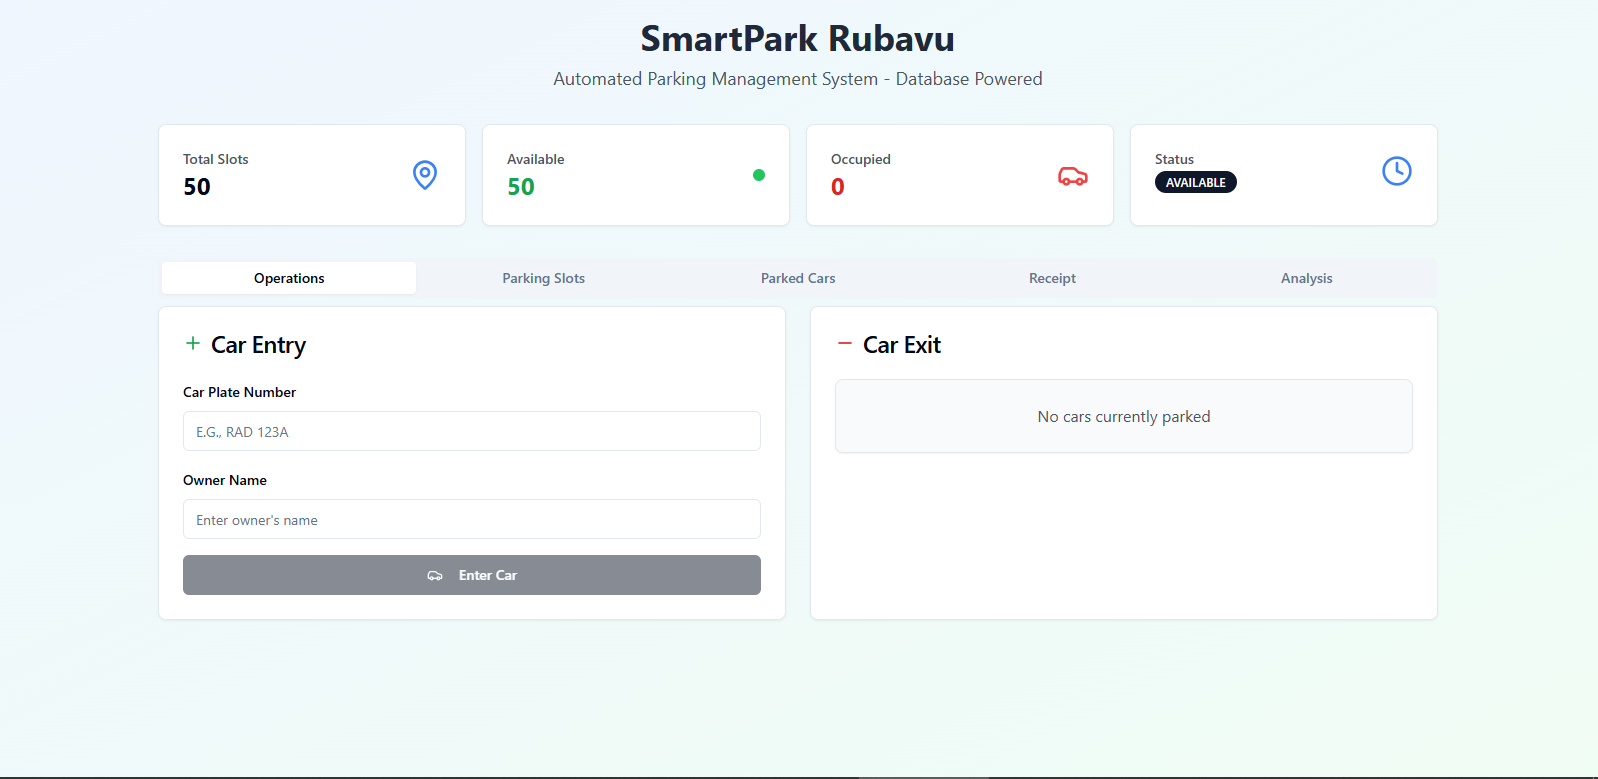 SmartPark Rubavu
Automated Parking Management System - Database Powered
Total Slots
50
Available
50
Occupied
0
Status
AVAILABLE
Operations
Parking Slots
Parked Cars
Receipt
Analysis
+ Car Entry
Car Plate Number
E.G., RAD 123A
Owner Name
Enter owner's name
Enter Car
− Car Exit
No cars currently parked